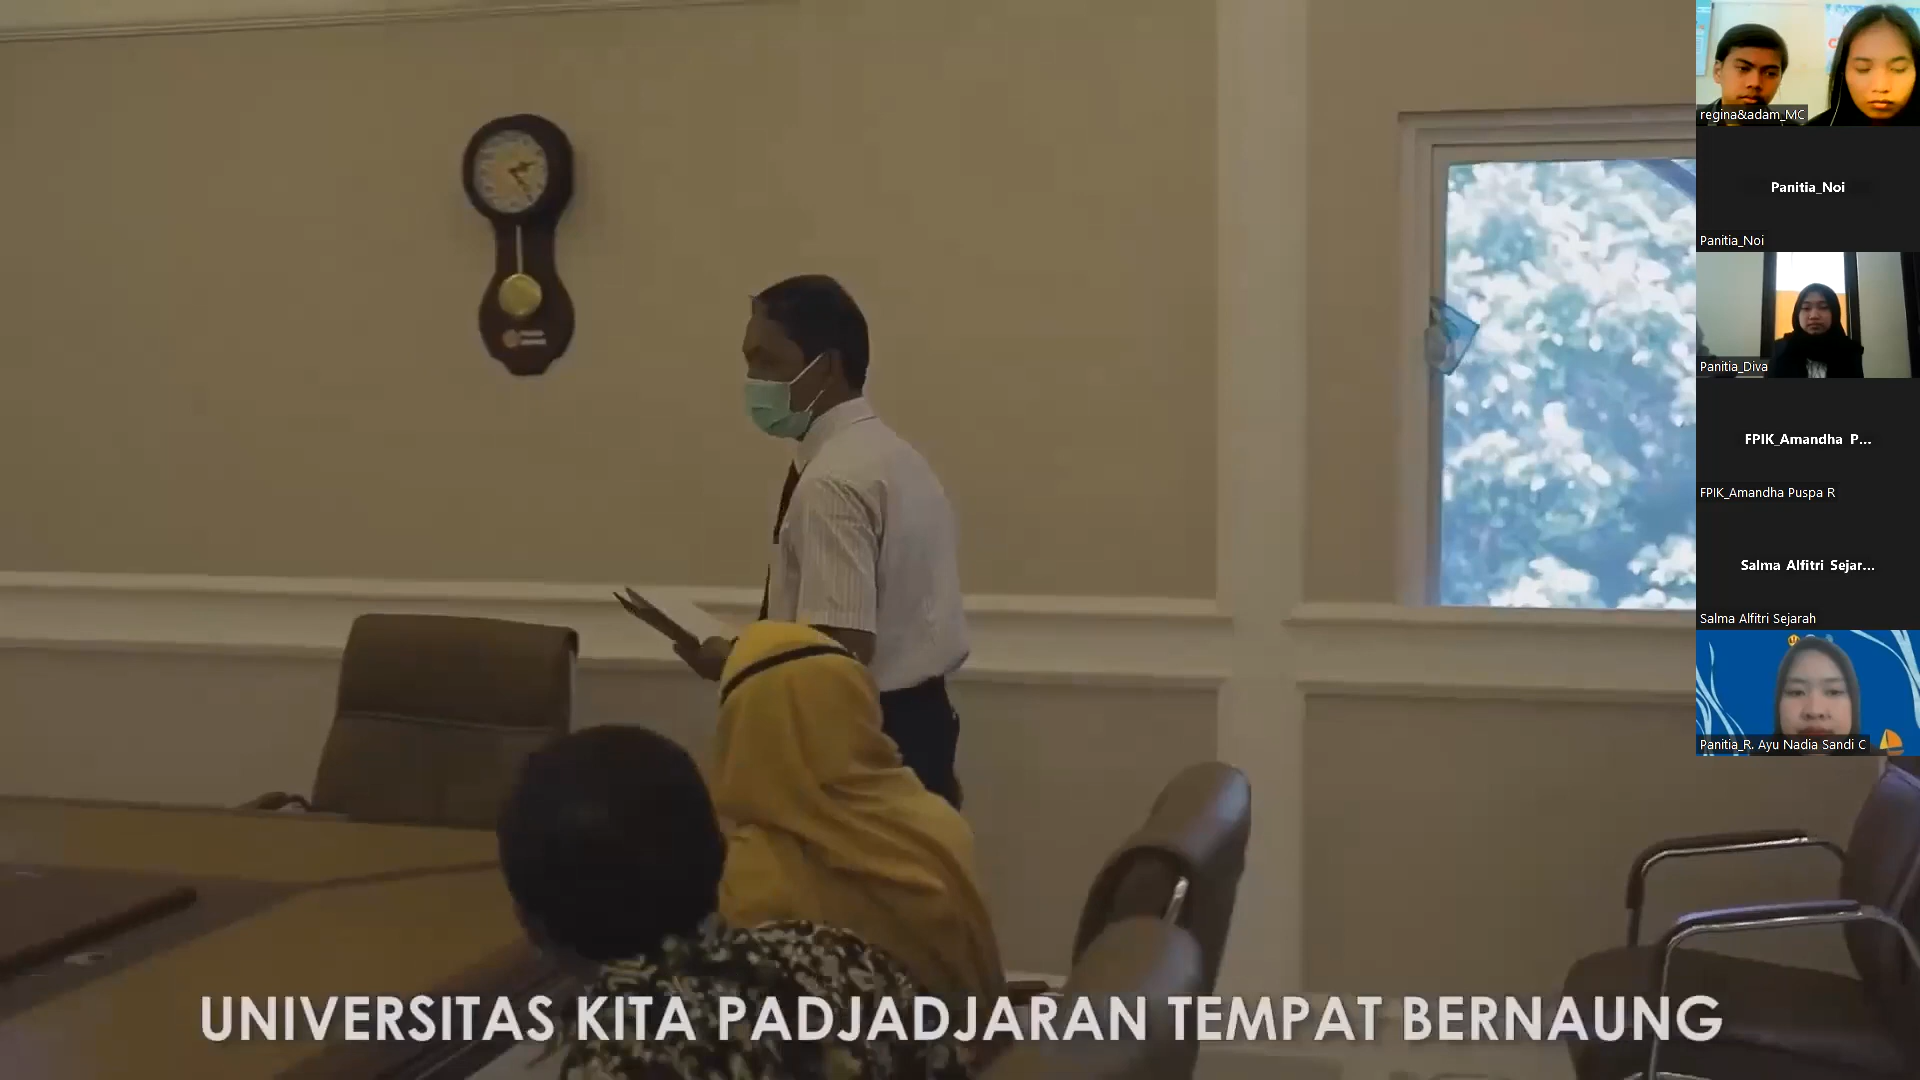 regina&adam_MC
Panitia_Noi
Panitia_Noi
Panitia_Diva
FPIK_Amandha P...
FPIK_Amandha Puspa R
Salma Alfitri Sejar...
Salma Alfitri Sejarah
Panitia_R. Ayu Nadia Sandi C
UNIVERSITAS KITA PADJADJARAN TEMPAT BERNAUNG